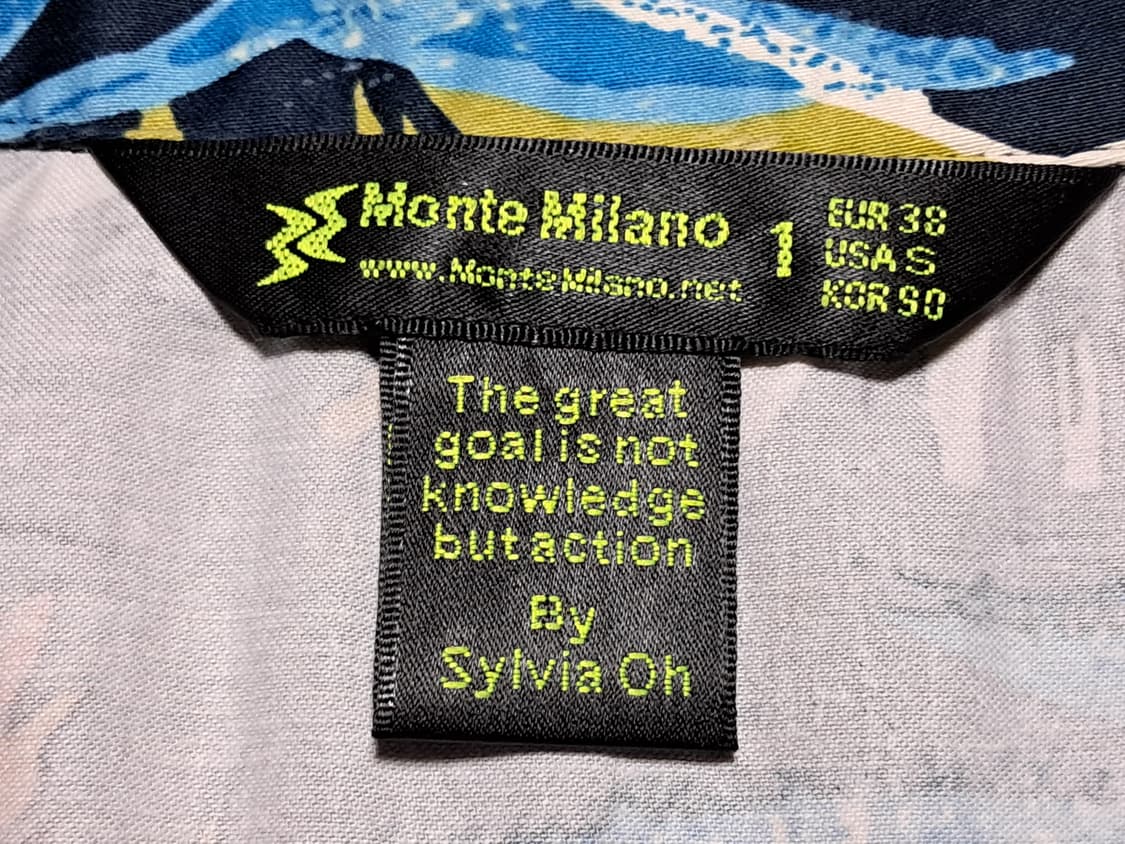 Monte Milano
www.MonteMilano.net
1
EUR 38
USA S
KOR 90
The great
goal is not
knowledge
but action
By
Sylvia Oh